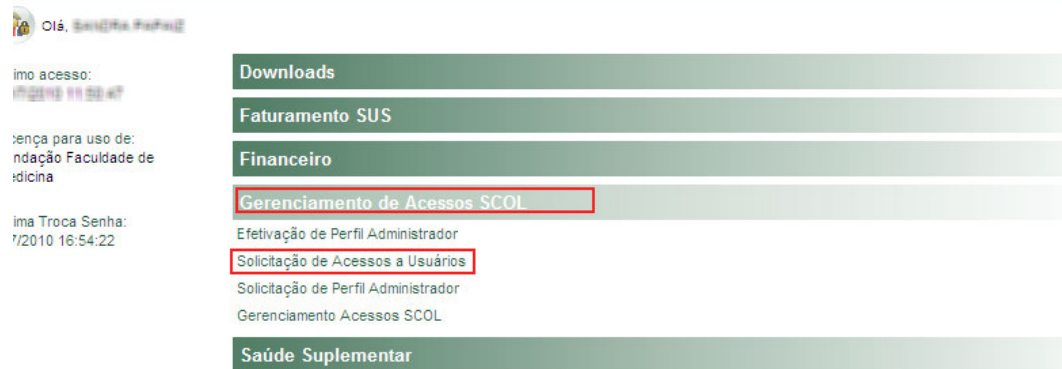 Olá,
imo acesso:
cença para uso de:
ndação Faculdade de
edicina
ima Troca Senha:
7/2010 16:54:22
Downloads
Faturamento SUS
Financeiro
Gerenciamento de Acessos SCOL
Efetivação de Perfil Administrador
Solicitação de Acessos a Usuários
Solicitação de Perfil Administrador
Gerenciamento Acessos SCOL
Saúde Suplementar